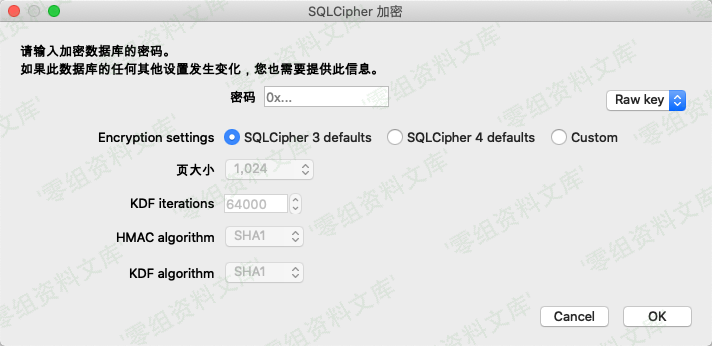 SQLCipher 加密
请输入加密数据库的密码。
如果此数据库的任何其他设置发生变化，您也需要提供此信息。
密码 0x... Raw key
Encryption settings SQLCipher 3 defaults SQLCipher 4 defaults Custom
页大小 1,024
KDF iterations 64000
HMAC algorithm SHA1
KDF algorithm SHA1
Cancel OK
'零组资料文库'